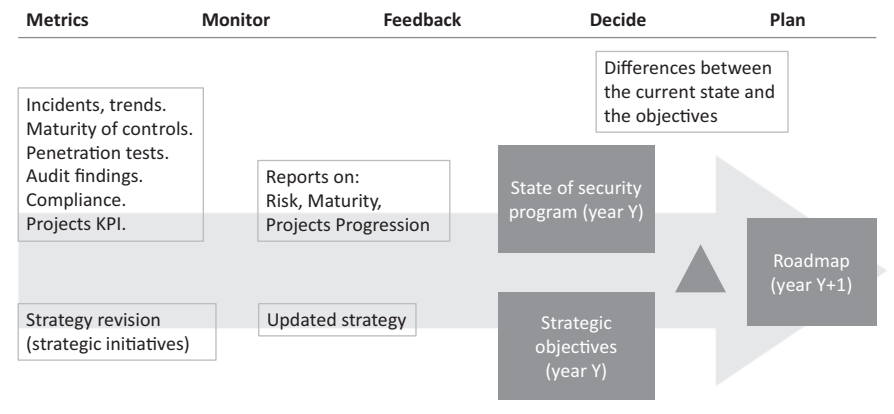 Metrics Monitor Feedback Decide Plan
Differences between
the current state and
the objectives
Incidents, trends.
Maturity of controls.
Penetration tests.
Audit findings.
Compliance.
Projects KPI.
Reports on:
Risk, Maturity,
Projects Progression
State of security
program (year Y)
Roadmap
(year Y+1)
Strategy revision
(strategic initiatives)
Updated strategy
Strategic
objectives
(year Y)